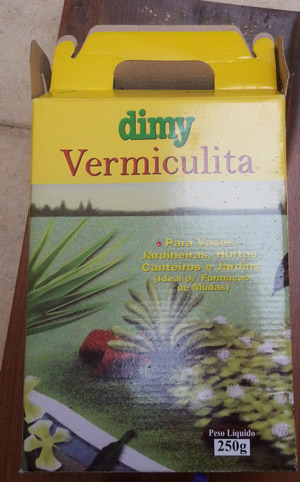 dimy
Vermiculita
Para Vasos,
Jardineiras, Hortas,
Canteiros e Jardins
(Ideal p/ Formação
de Mudas)
Peso Líquido
250g